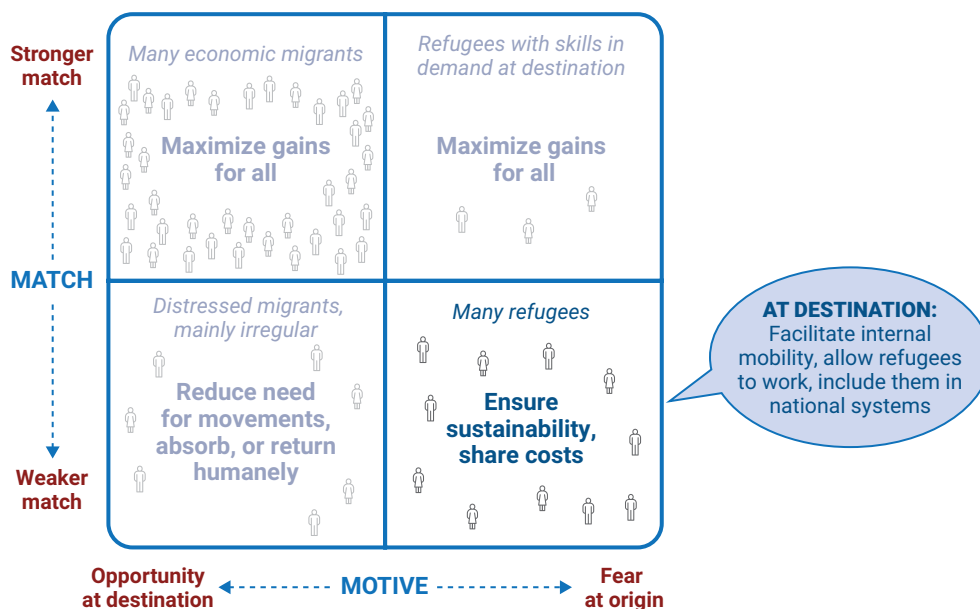 Stronger
match
Many economic migrants
Maximize gains
for all
Refugees with skills in
demand at destination
Maximize gains
for all
MATCH
Distressed migrants,
mainly irregular
Reduce need
for movements,
absorb, or return
humanely
Many refugees
Ensure
sustainability,
share costs
AT DESTINATION:
Facilitate internal
mobility, allow refugees
to work, include them in
national systems
Weaker
match
Opportunity
at destination
MOTIVE
Fear
at origin